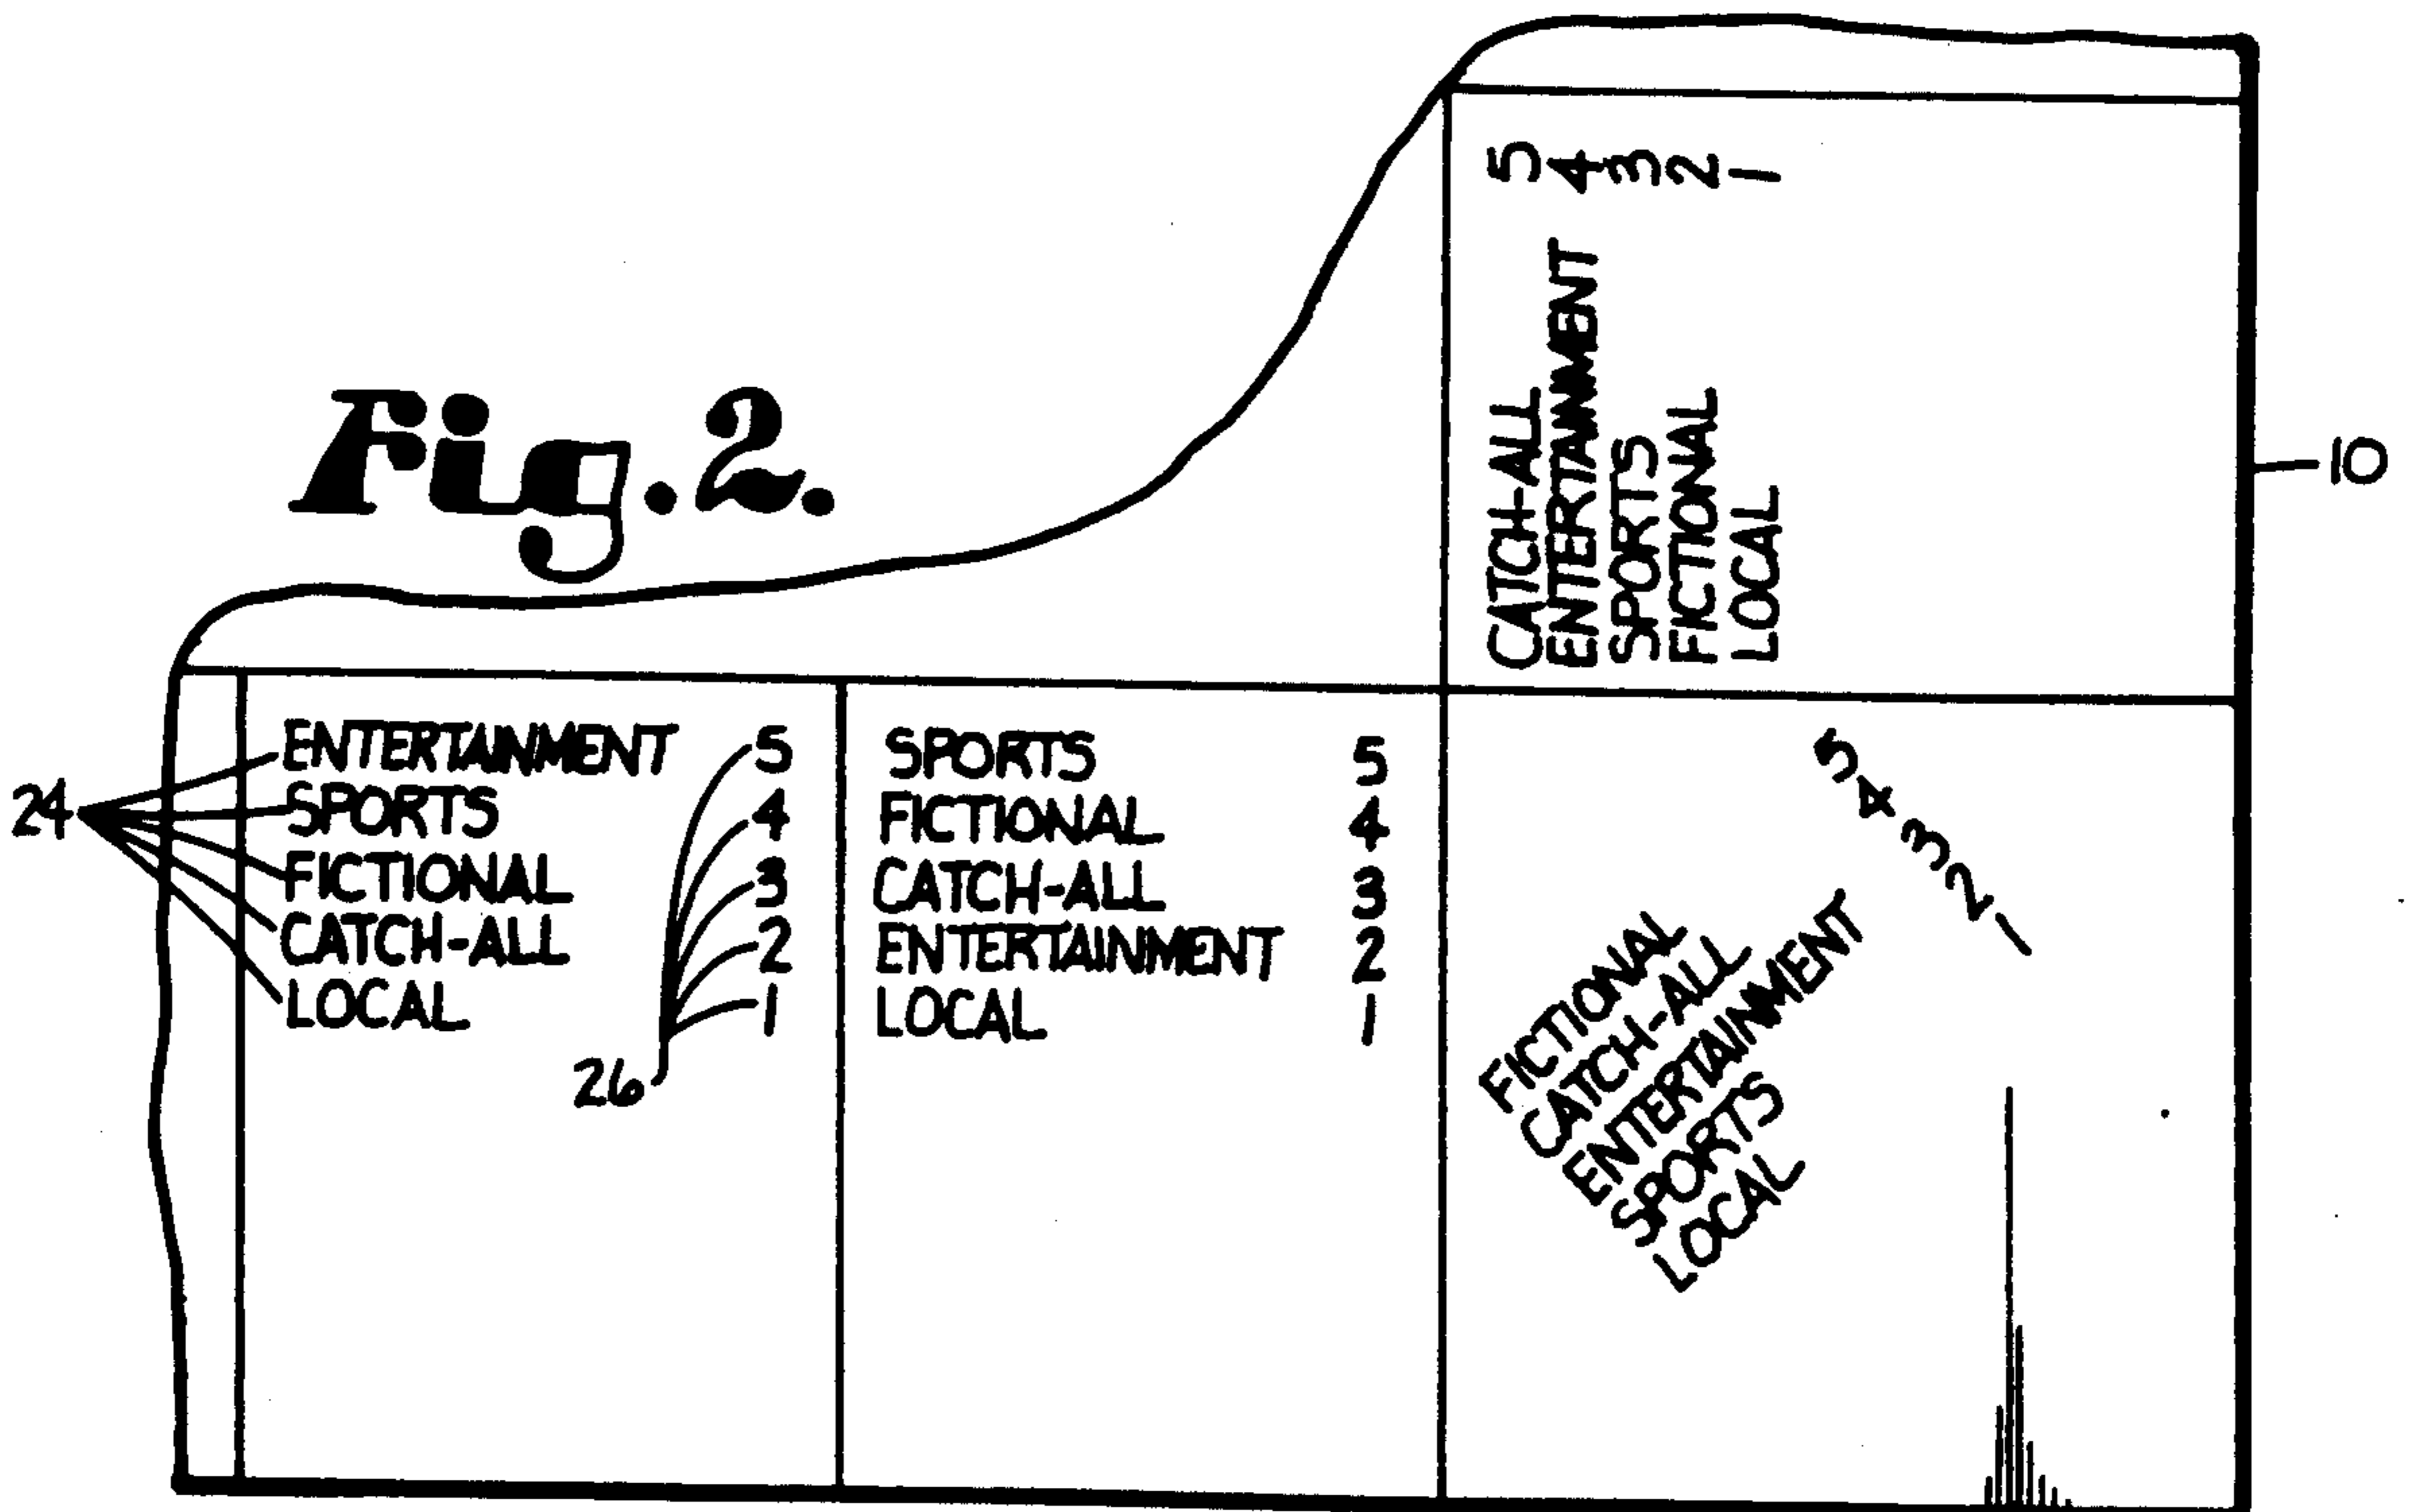 Fig.2.
CATCH-ALL 5
ENTERTAINMENT 4
SPORTS 3
FICTIONAL 2
LOCAL 1
10
24
ENTERTAINMENT 5
SPORTS 4
FICTIONAL 3
CATCH-ALL 2
LOCAL 1
26
SPORTS 5
FICTIONAL 4
CATCH-ALL 3
ENTERTAINMENT 2
LOCAL 1
FICTIONAL 5
CATCH-ALL 4
ENTERTAINMENT 3
SPORTS 2
LOCAL 1